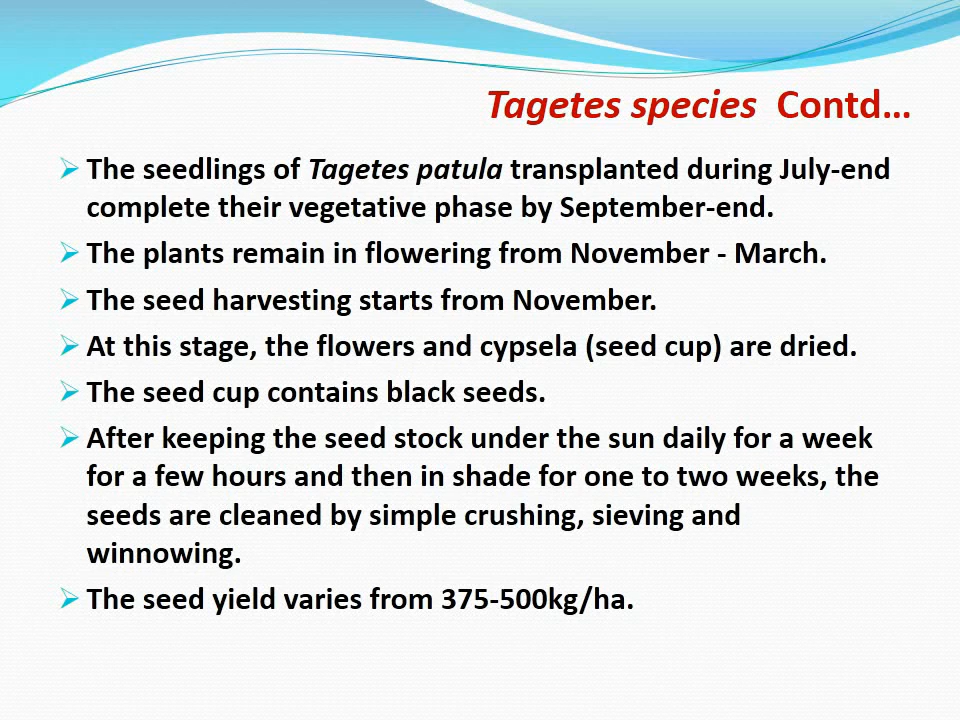 Tagetes species Contd...
The seedlings of Tagetes patula transplanted during July-end
complete their vegetative phase by September-end.
The plants remain in flowering from November - March.
The seed harvesting starts from November.
At this stage, the flowers and cypsela (seed cup) are dried.
The seed cup contains black seeds.
After keeping the seed stock under the sun daily for a week
for a few hours and then in shade for one to two weeks, the
seeds are cleaned by simple crushing, sieving and
winnowing.
The seed yield varies from 375-500kg/ha.